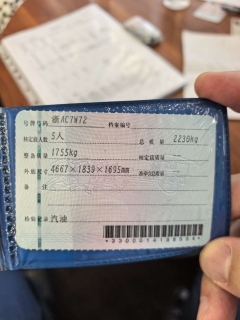 号牌号码 浙AC7W72 档案编号
核定载人数 5人 总质量 2230kg
整备质量 1755kg 核定载质量 --
外廓尺寸 4667×1839×1695mm 准牵引总质量 --
备注
检验记录 汽油